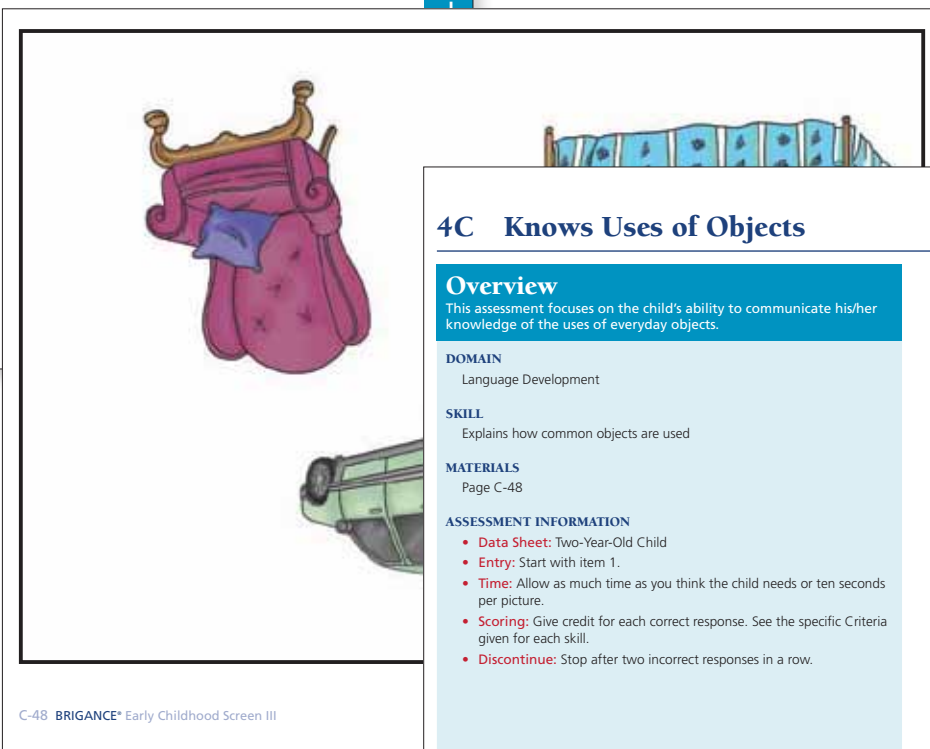 4C Knows Uses of Objects
Overview
This assessment focuses on the child's ability to communicate his/her
knowledge of the uses of everyday objects.
DOMAIN
Language Development
SKILL
Explains how common objects are used
MATERIALS
Page C-48
ASSESSMENT INFORMATION
• Data Sheet: Two-Year-Old Child
• Entry: Start with item 1.
• Time: Allow as much time as you think the child needs or ten seconds
per picture.
• Scoring: Give credit for each correct response. See the specific Criteria
given for each skill.
• Discontinue: Stop after two incorrect responses in a row.
C-48 BRIGANCE® Early Childhood Screen III